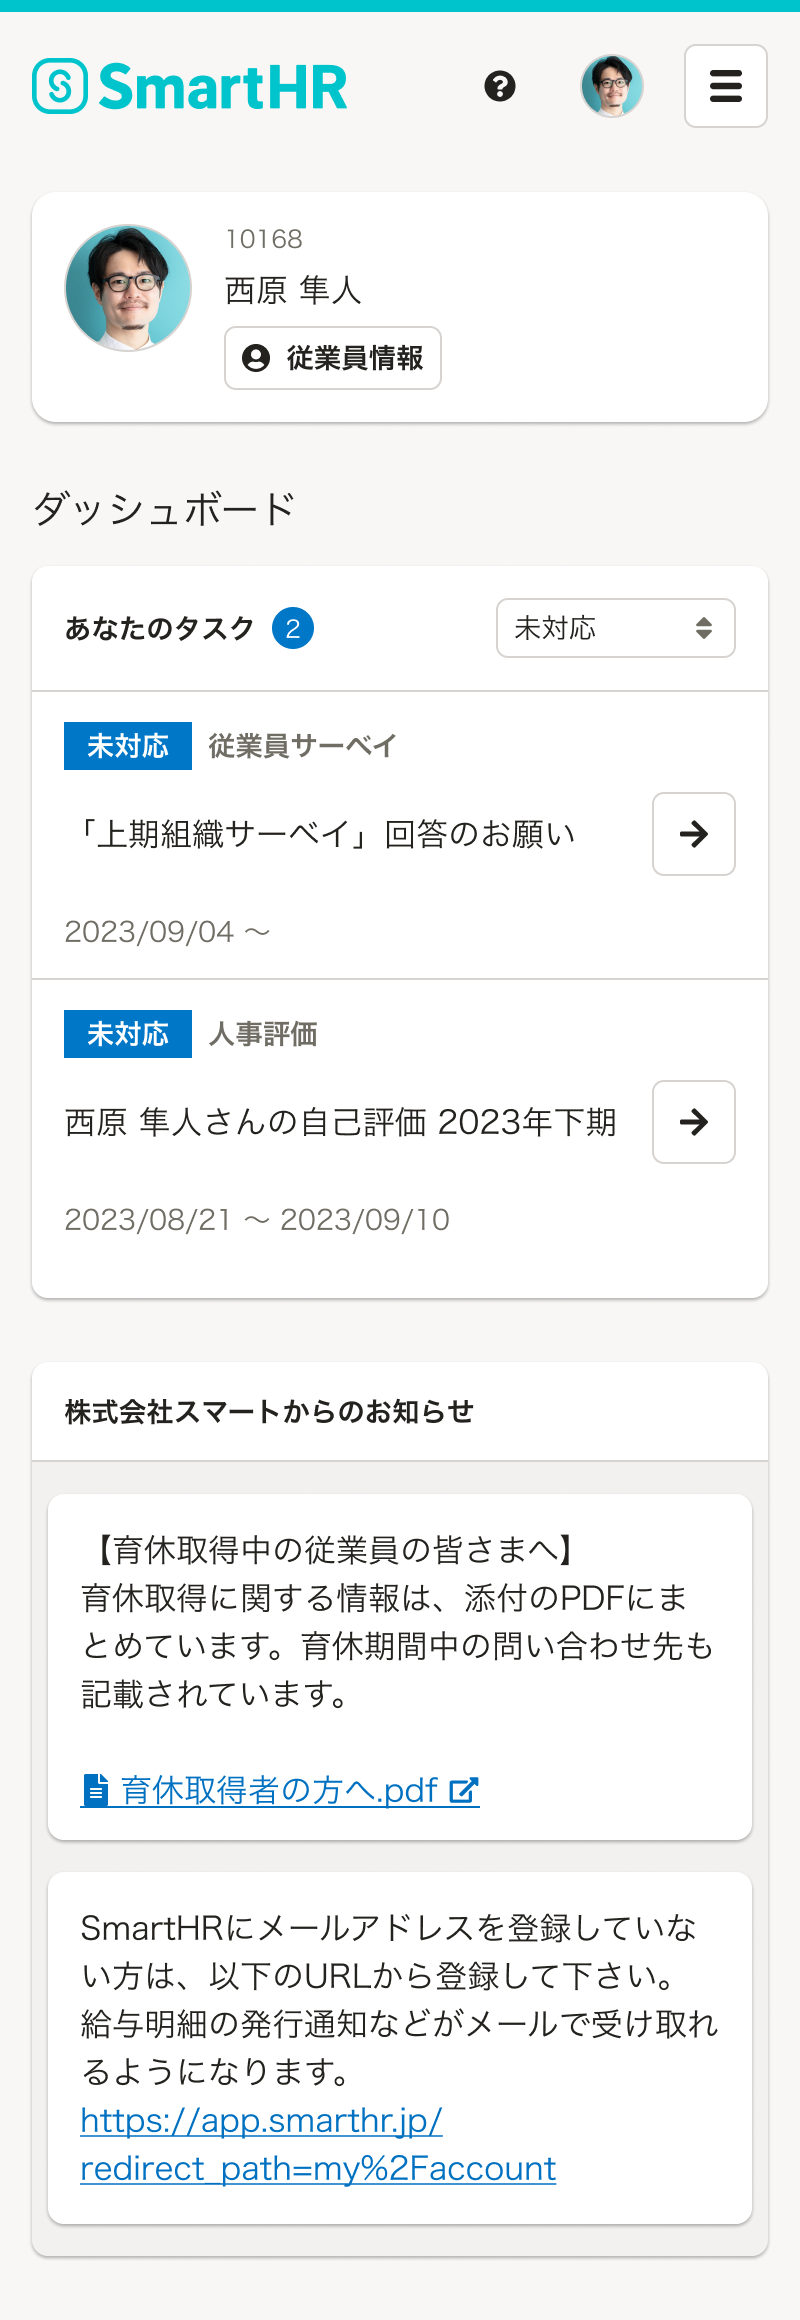 SmartHR
10168
西原 隼人
従業員情報
ダッシュボード
あなたのタスク 2 未対応
未対応 従業員サーベイ
「上期組織サーベイ」回答のお願い
2023/09/04 〜
未対応 人事評価
西原 隼人さんの自己評価 2023年下期
2023/08/21 〜 2023/09/10
株式会社スマートからのお知らせ
【育休取得中の従業員の皆さまへ】
育休取得に関する情報は、添付のPDFにま
とめています。育休期間中の問い合わせ先も
記載されています。
育休取得者の方へ.pdf
SmartHRにメールアドレスを登録していな
い方は、以下のURLから登録して下さい。
給与明細の発行通知などがメールで受け取れ
るようになります。
https://app.smarthr.jp/
redirect_path=my%2Faccount